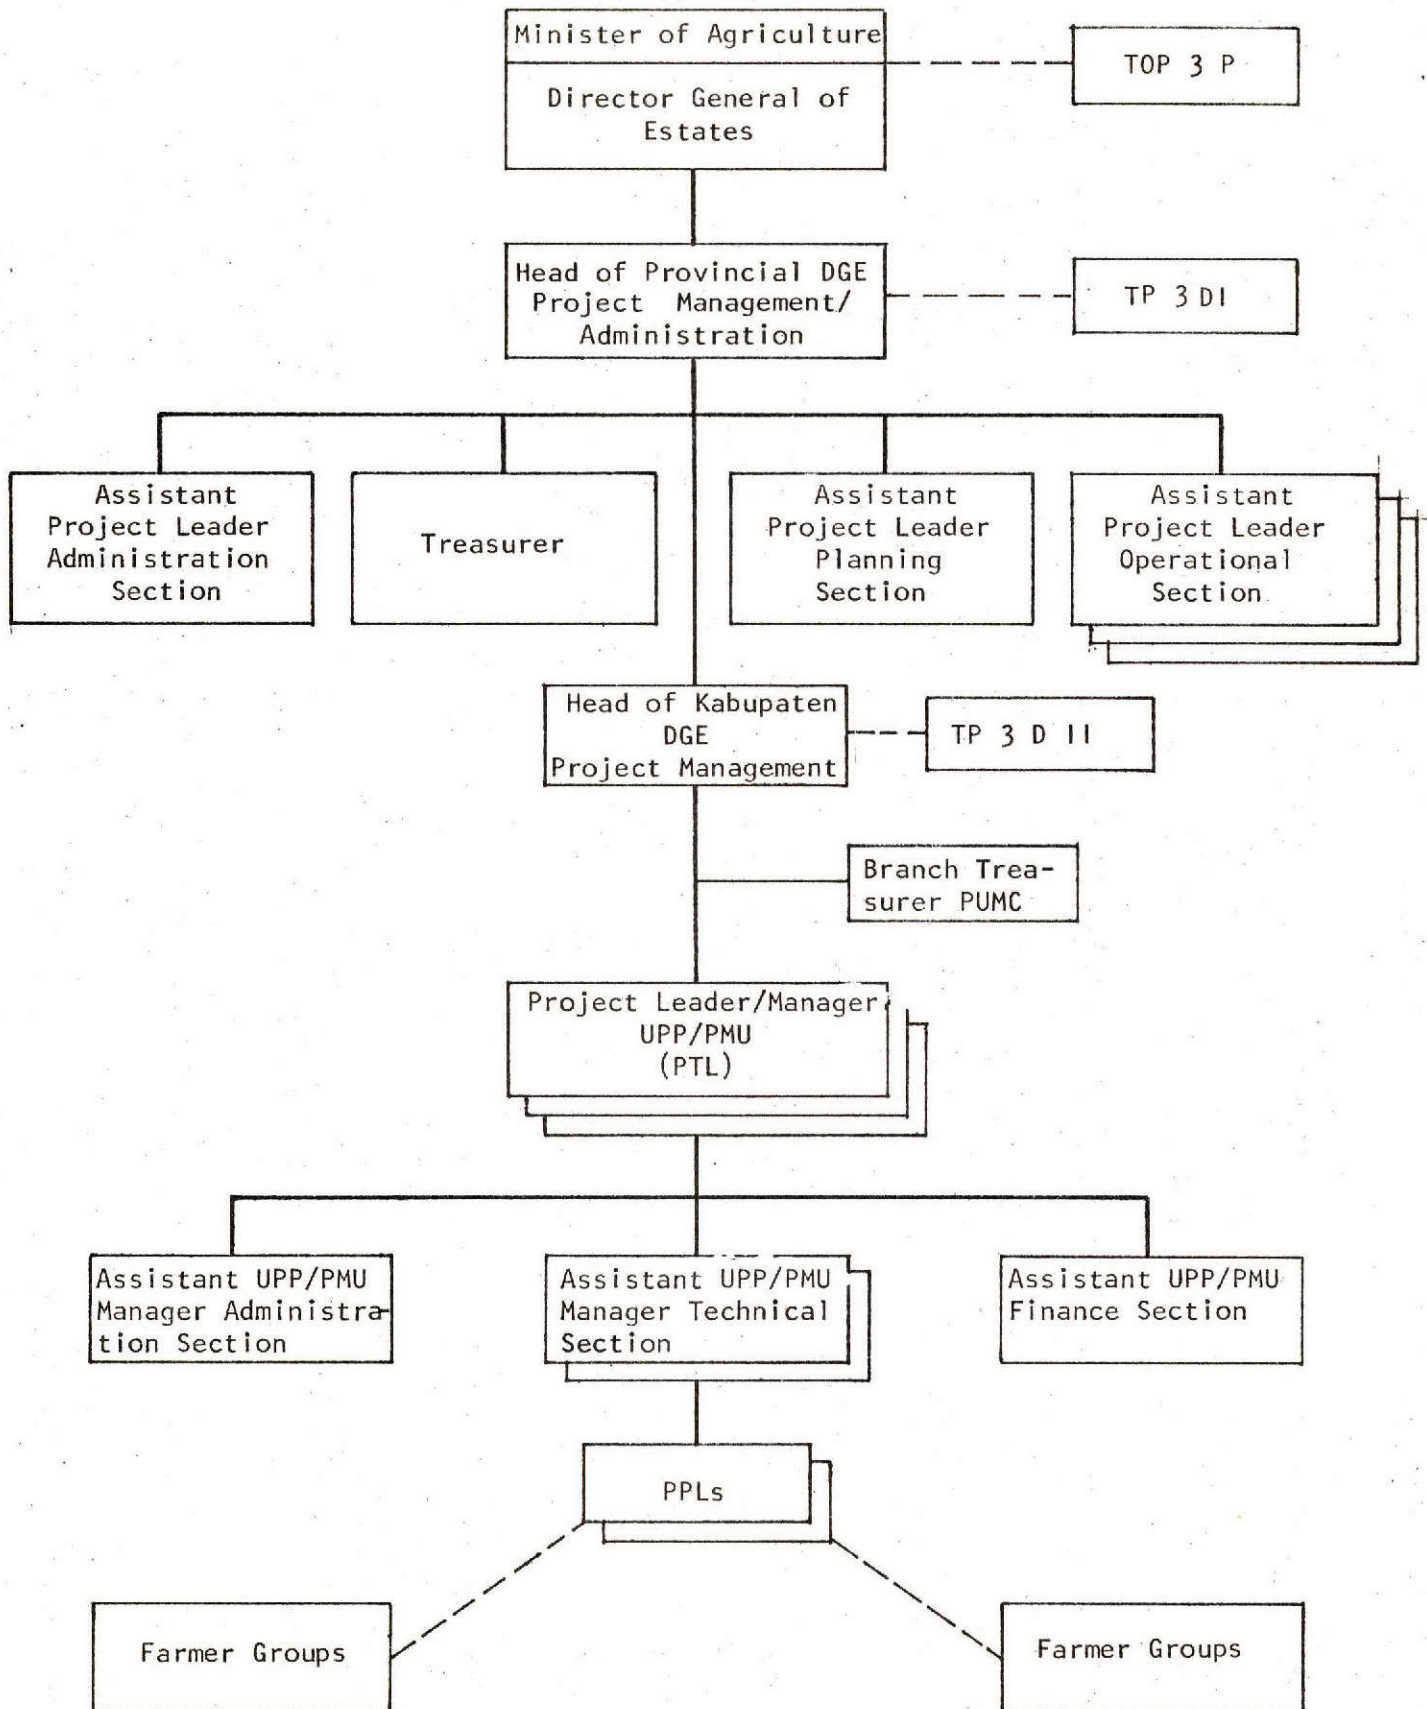 Minister of Agriculture
TOP 3 P
Director General of
Estates
Head of Provincial DGE
Project Management/
Administration
TP 3 DI
Assistant
Project Leader
Administration
Section
Treasurer
Assistant
Project Leader
Planning
Section
Assistant
Project Leader
Operational
Section
Head of Kabupaten
DGE
Project Management
TP 3 D II
Branch Trea-
surer PUMC
Project Leader/Manager
UPP/PMU
(PTL)
Assistant UPP/PMU
Manager Administra-
tion Section
Assistant UPP/PMU
Manager Technical
Section
Assistant UPP/PMU
Finance Section
PPLs
Farmer Groups
Farmer Groups